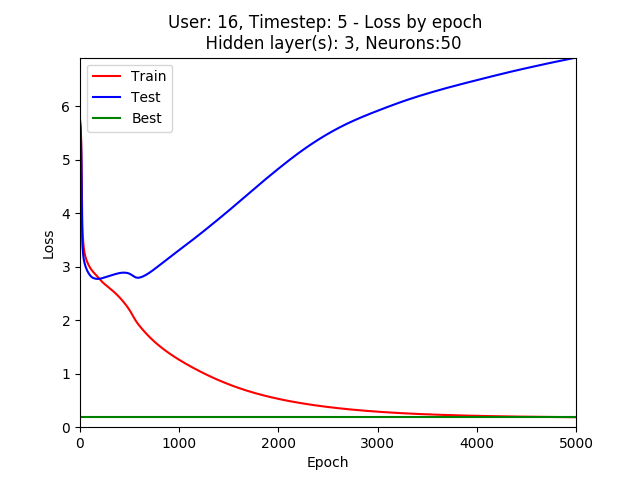 User: 16, Timestep: 5 - Loss by epoch
Hidden layer(s): 3, Neurons:50
Train
Test
Best
Loss
6
5
4
3
2
1
0
0 1000 2000 3000 4000 5000
Epoch